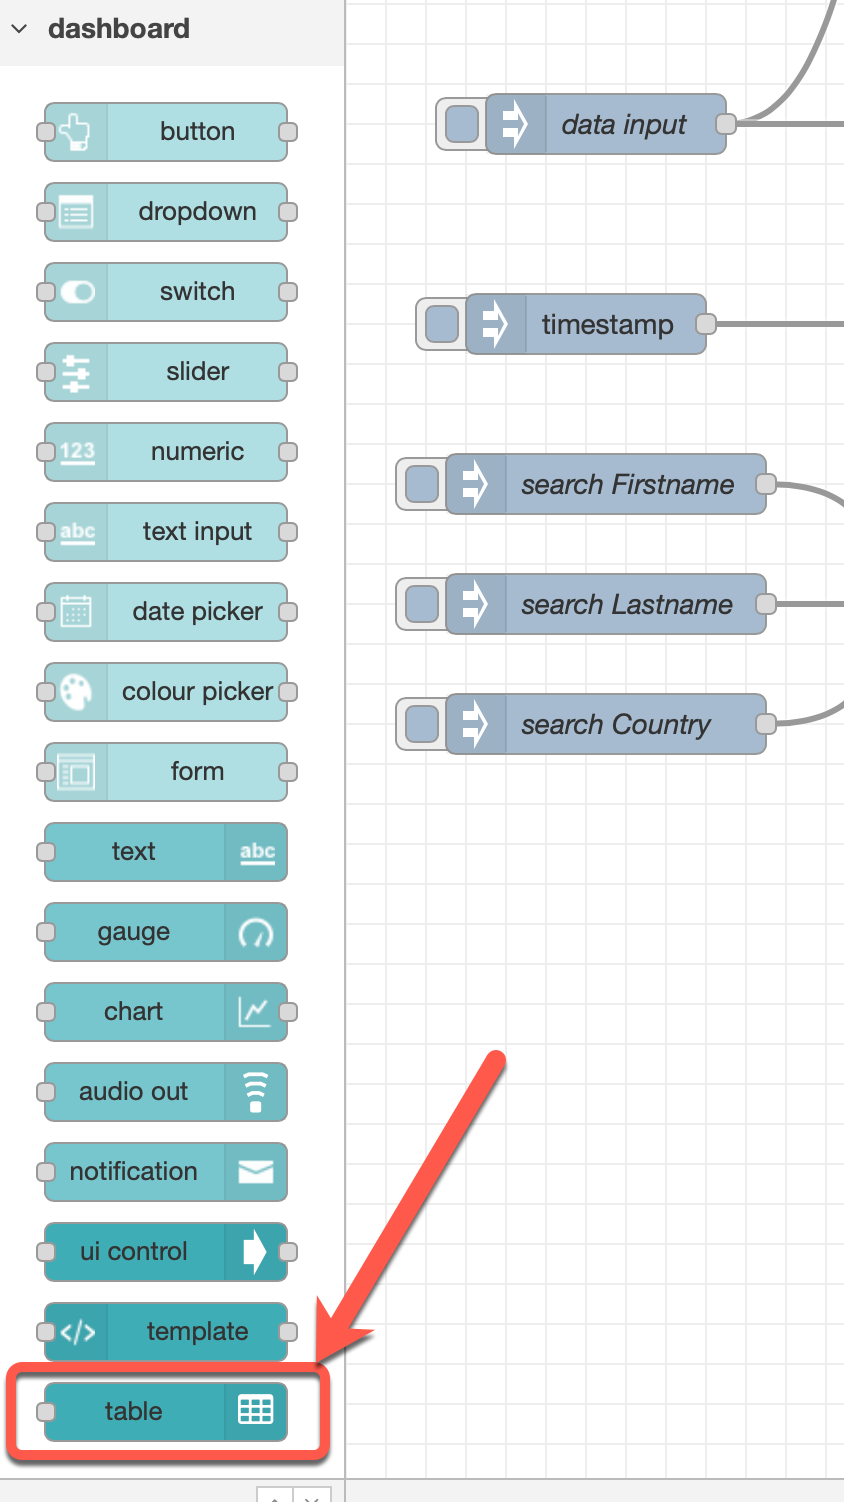 dashboard
button
dropdown
switch
slider
123
numeric
abc
text input
date picker
colour picker
form
text
abc
gauge
chart
audio out
notification
ui control
</>
template
table
data input
timestamp
search Firstname
search Lastname
search Country